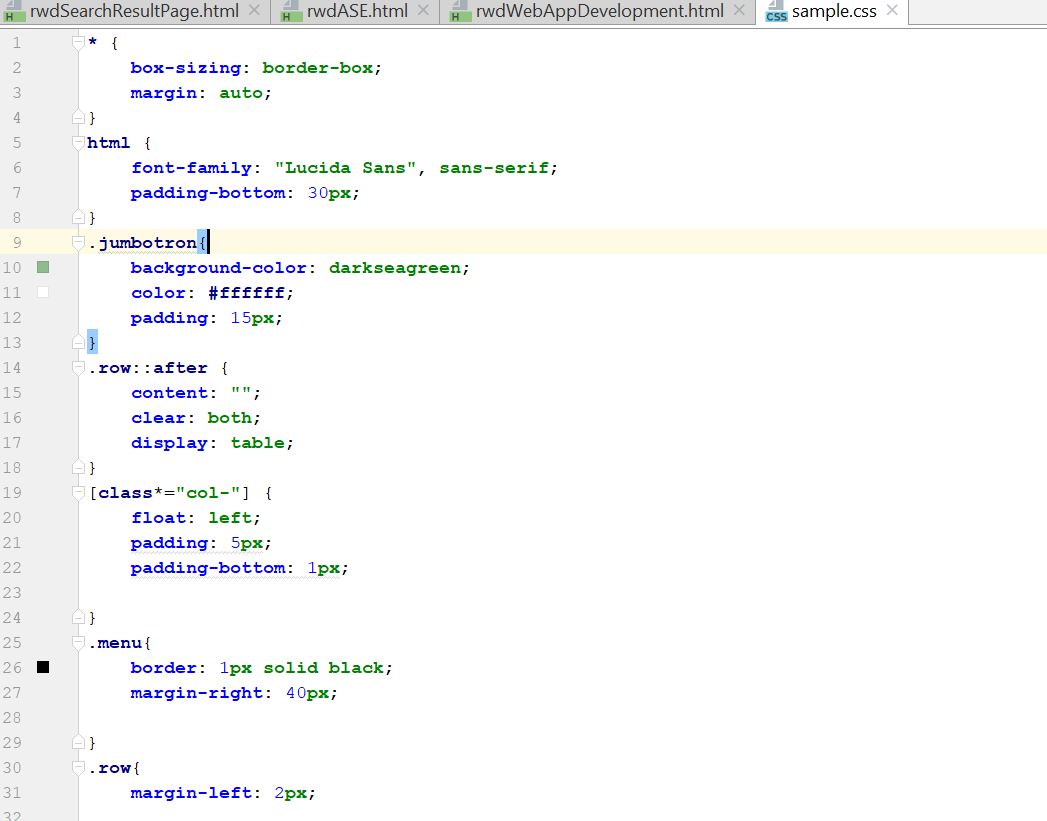 rwdSearchResultPage.html rwdASE.html rwdWebAppDevelopment.html sample.css
1 * {
2 box-sizing: border-box;
3 margin: auto;
4 }
5 html {
6 font-family: "Lucida Sans", sans-serif;
7 padding-bottom: 30px;
8 }
9 .jumbotron{
10 background-color: darkseagreen;
11 color: #ffffff;
12 padding: 15px;
13 }
14 .row::after {
15 content: "";
16 clear: both;
17 display: table;
18 }
19 [class*="col-"] {
20 float: left;
21 padding: 5px;
22 padding-bottom: 1px;
23
24 }
25 .menu{
26 border: 1px solid black;
27 margin-right: 40px;
28
29 }
30 .row{
31 margin-left: 2px;
32